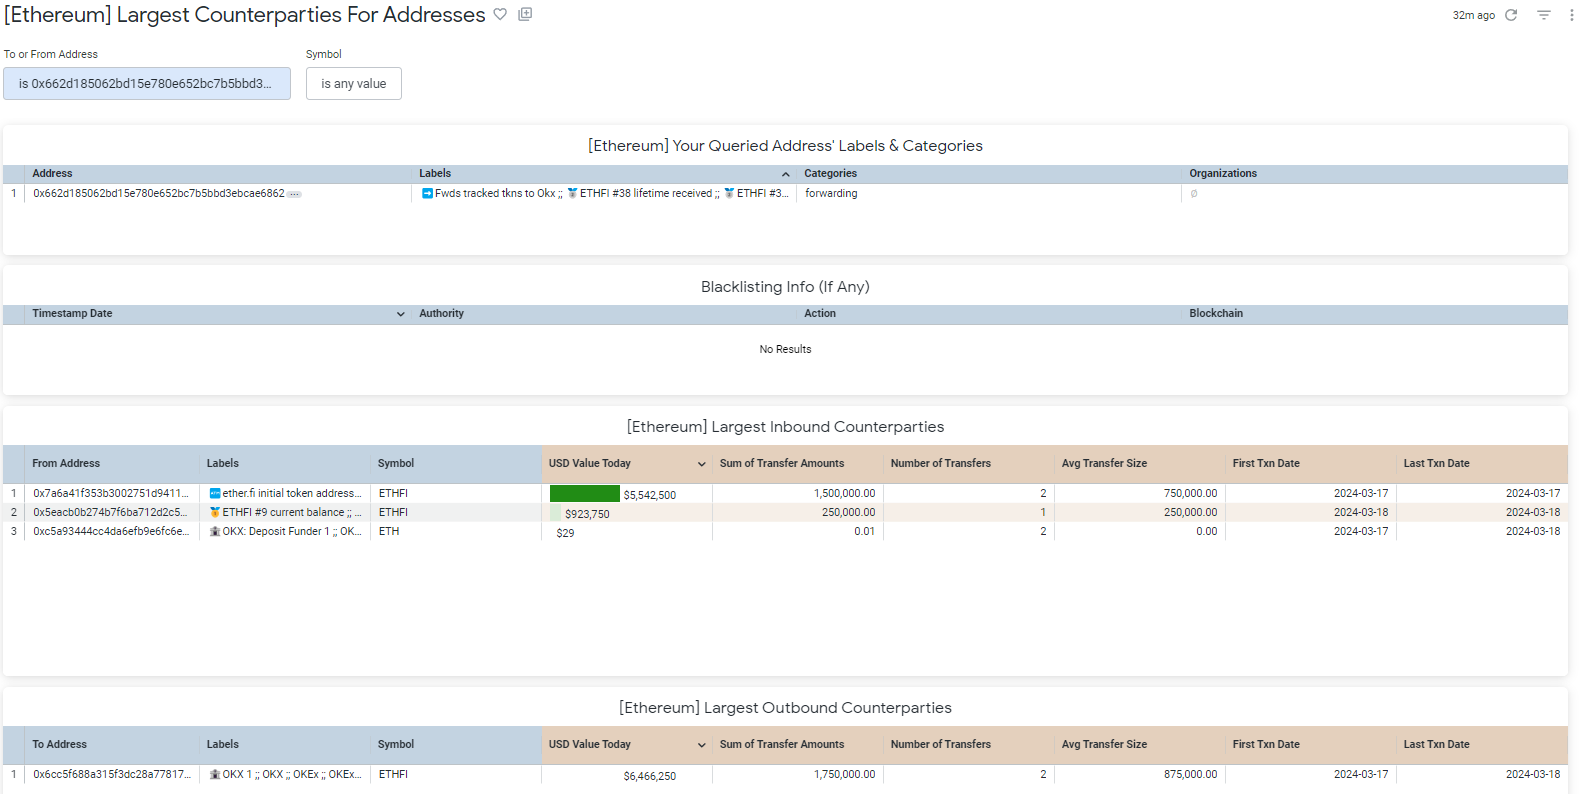 [Ethereum] Largest Counterparties For Addresses
32m ago
To or From Address Symbol
is 0x662d185062bd15e780e652bc7b5bbd3... is any value
[Ethereum] Your Queried Address' Labels & Categories
Address Labels Categories Organizations
1 0x662d185062bd15e780e652bc7b5bbd3ebcae6862 ➡️Fwds tracked tkns to Okx ;; 🥈ETHFI #38 lifetime received ;; 🥈ETHFI #3... forwarding ∅
Blacklisting Info (If Any)
Timestamp Date Authority Action Blockchain
No Results
[Ethereum] Largest Inbound Counterparties
From Address Labels Symbol USD Value Today Sum of Transfer Amounts Number of Transfers Avg Transfer Size First Txn Date Last Txn Date
1 0x7a6a41f353b3002751d9411... 🏧ether.fi initial token address... ETHFI $5,542,500 1,500,000.00 2 750,000.00 2024-03-17 2024-03-17
2 0x5eacb0b274b7f6ba712d2c5... 🥇ETHFI #9 current balance ;; ... ETHFI $923,750 250,000.00 1 250,000.00 2024-03-18 2024-03-18
3 0xc5a93444cc4da6efb9e6fc6e... 🏦OKX: Deposit Funder 1 ;; OK... ETH $29 0.01 2 0.00 2024-03-17 2024-03-18
[Ethereum] Largest Outbound Counterparties
To Address Labels Symbol USD Value Today Sum of Transfer Amounts Number of Transfers Avg Transfer Size First Txn Date Last Txn Date
1 0x6cc5f688a315f3dc28a77817... 🏦OKX 1 ;; OKX ;; OKEx ;; OKEx... ETHFI $6,466,250 1,750,000.00 2 875,000.00 2024-03-17 2024-03-18